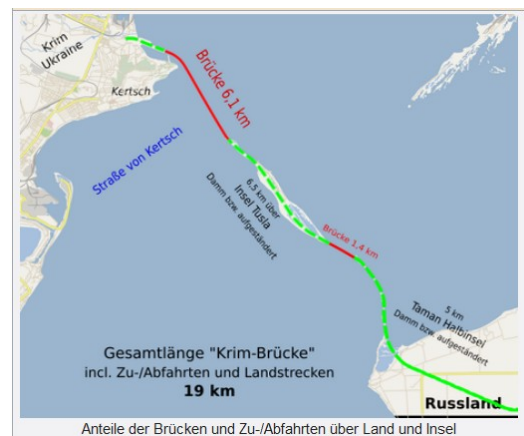 Krim
Ukraine
Kertsch
Brücke 6,1 km
Straße von Kertsch
6,5 km über
Insel Tusla
Damm bzw. aufgeständert
Brücke 1,4 km
5 km
Taman Halbinsel
Damm bzw. aufgeständert
Gesamtlänge "Krim-Brücke"
incl. Zu-/Abfahrten und Landstrecken
19 km
Russland
Anteile der Brücken und Zu-/Abfahrten über Land und Insel